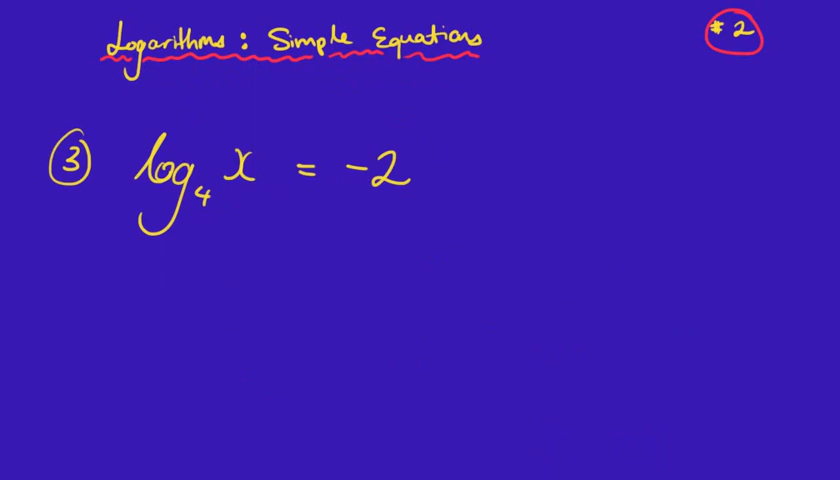 Logarithms : Simple Equations
# 2
3 log₄ x = -2